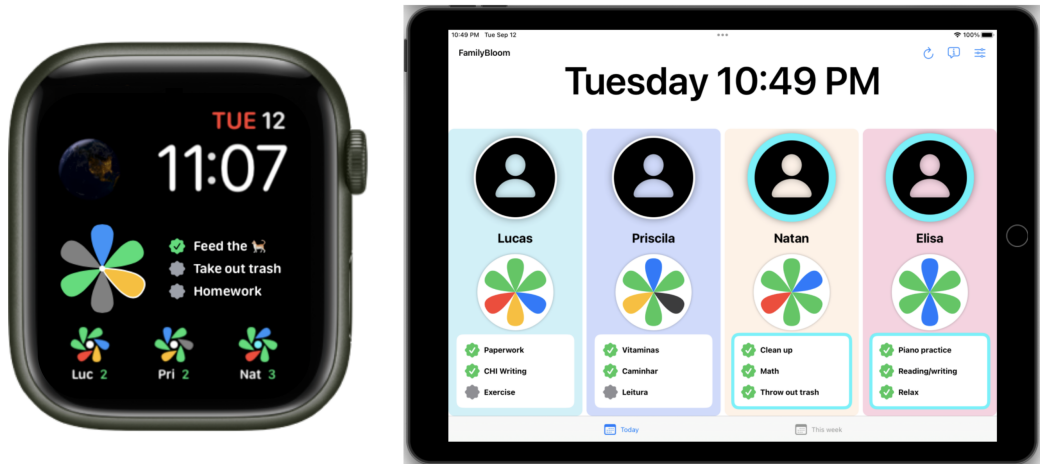 TUE 12
11:07
Feed the 🐈
Take out trash
Homework
Luc 2
Pri 2
Nat 3
10:49 PM Tue Sep 12
100%
FamilyBloom
Tuesday 10:49 PM
Lucas
Paperwork
CHI Writing
Exercise
Priscila
Vitaminas
Caminhar
Leitura
Natan
Clean up
Math
Throw out trash
Elisa
Piano practice
Reading/writing
Relax
Today
This week